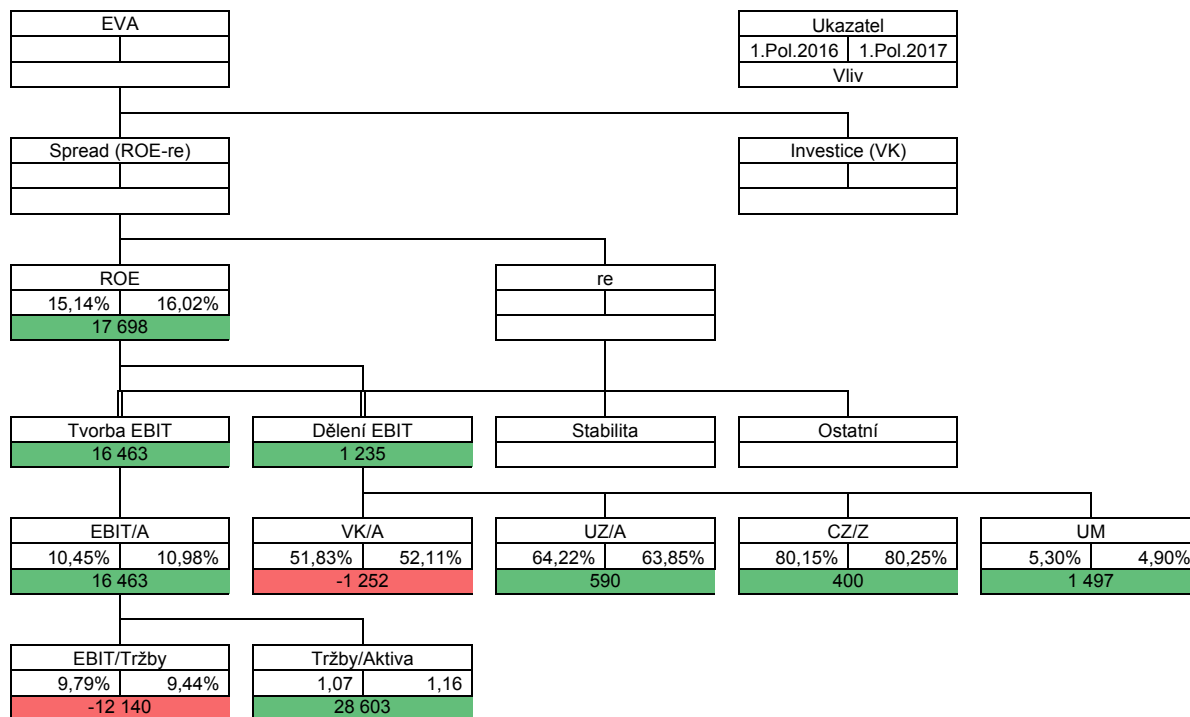 EVA
Ukazatel
1.Pol.2016 1.Pol.2017
Vliv
Spread (ROE-re)
Investice (VK)
ROE
15,14% 16,02%
17 698
re
Tvorba EBIT
16 463
Dělení EBIT
1 235
Stabilita
Ostatní
EBIT/A
10,45% 10,98%
16 463
VK/A
51,83% 52,11%
-1 252
UZ/A
64,22% 63,85%
590
CZ/Z
80,15% 80,25%
400
UM
5,30% 4,90%
1 497
EBIT/Tržby
9,79% 9,44%
-12 140
Tržby/Aktiva
1,07 1,16
28 603